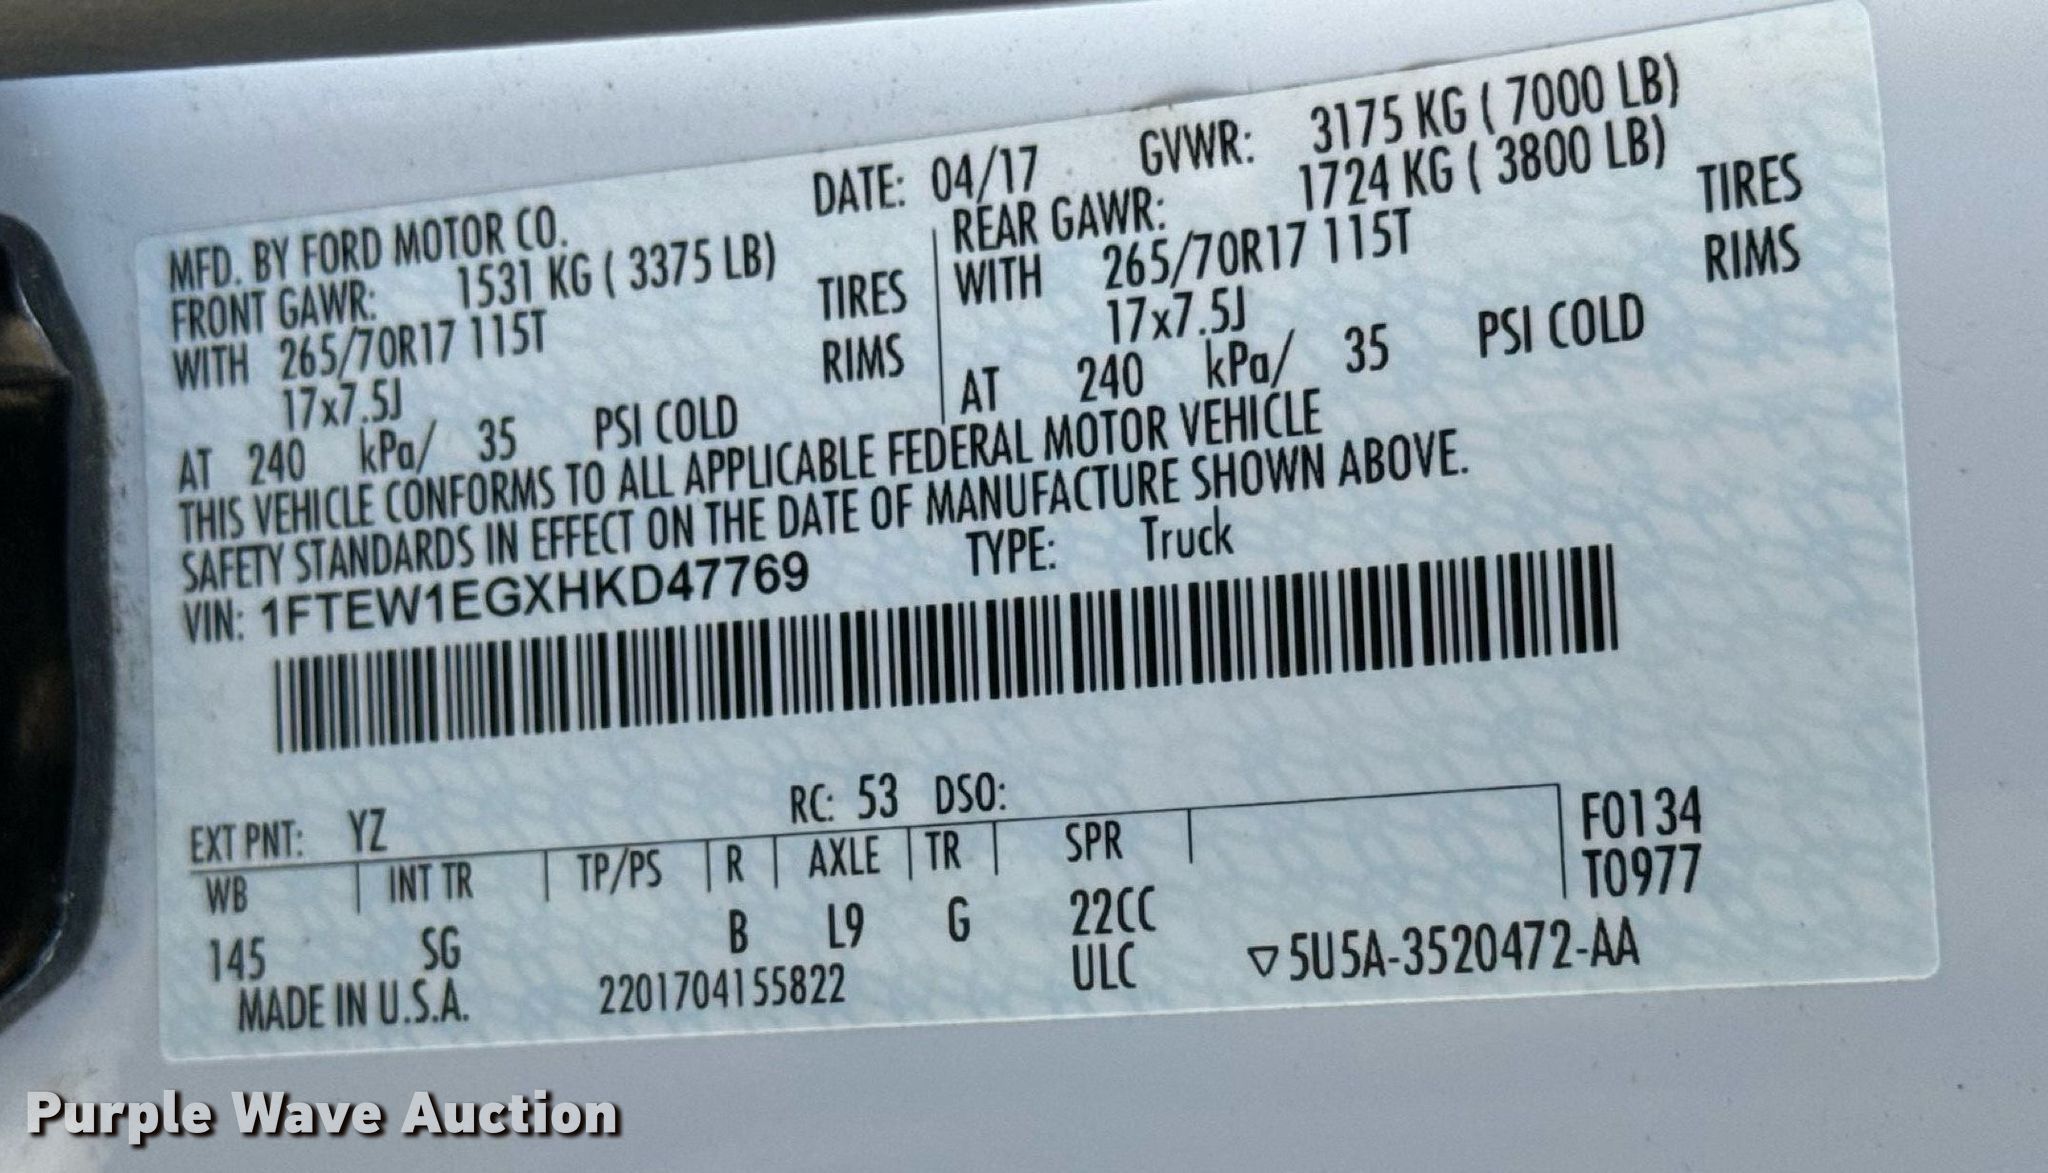 MFD. BY FORD MOTOR CO. DATE: 04/17 GVWR: 3175 KG ( 7000 LB)
FRONT GAWR: 1531 KG ( 3375 LB) REAR GAWR: 1724 KG ( 3800 LB)
WITH 265/70R17 115T TIRES WITH 265/70R17 115T TIRES
17x7.5J RIMS 17x7.5J RIMS
AT 240 kPa/ 35 PSI COLD AT 240 kPa/ 35 PSI COLD
THIS VEHICLE CONFORMS TO ALL APPLICABLE FEDERAL MOTOR VEHICLE
SAFETY STANDARDS IN EFFECT ON THE DATE OF MANUFACTURE SHOWN ABOVE.
VIN: 1FTEW1EGXHKD47769 TYPE: Truck
EXT PNT: YZ RC: 53 DSO:
WB INT TR TP/PS R AXLE TR SPR F0134
T0977
145 SG B L9 G 22CC
ULC ▽5U5A-3520472-AA
MADE IN U.S.A. 2201704155822
Purple Wave Auction